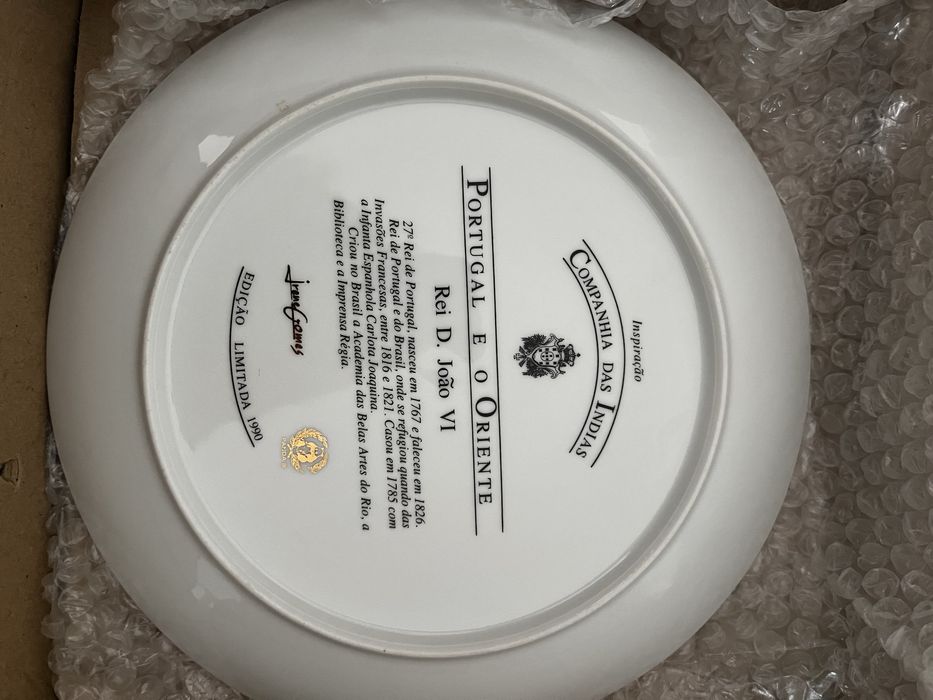 Inspiração
COMPANHIA DAS INDIAS
PORTUGAL E O ORIENTE
Rei D. João VI
27º Rei de Portugal, nasceu em 1767 e faleceu em 1826.
Rei de Portugal e do Brasil, onde se refugiou quando das
Invasões Francesas, entre 1816 e 1821. Casou em 1785 com
a Infanta Espanhola Carlota Joaquina.
Criou no Brasil a Academia das Belas Artes do Rio, a
Biblioteca e a Imprensa Régia.
Irene Gomes
EDIÇÃO LIMITADA 1990